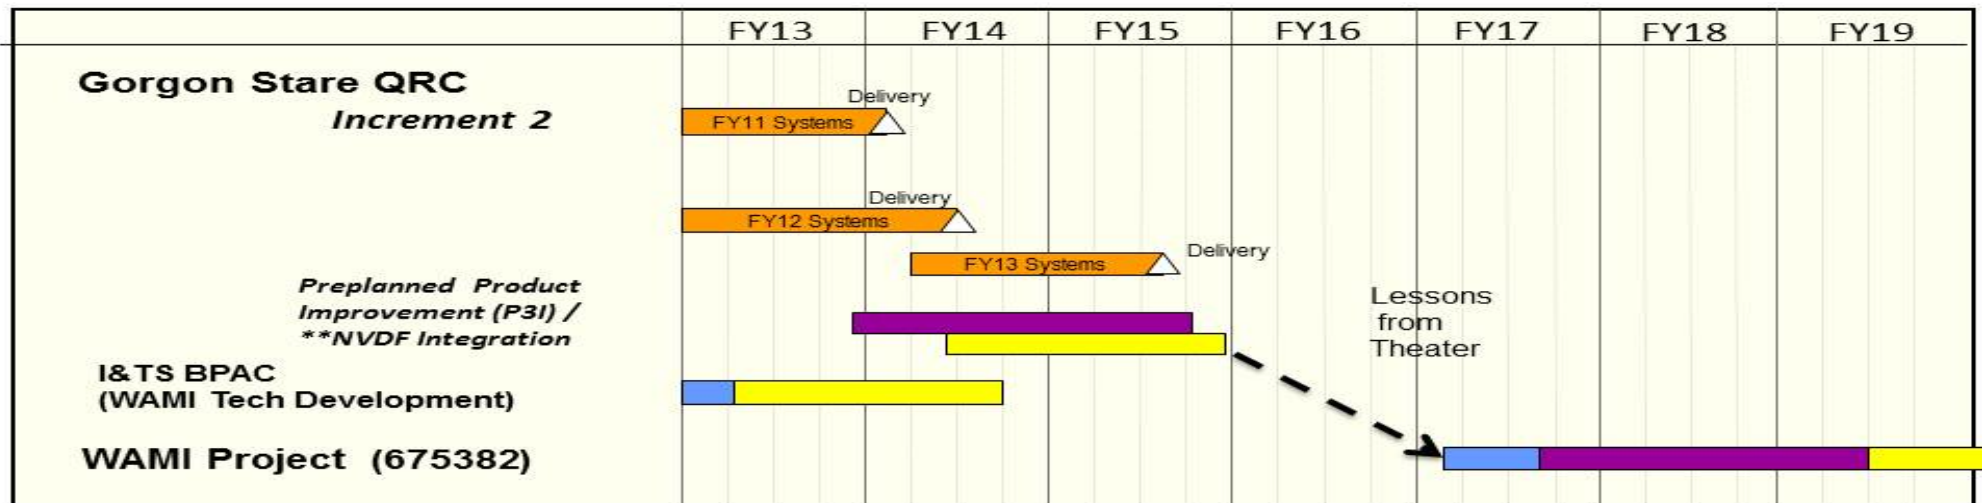 FY13 FY14 FY15 FY16 FY17 FY18 FY19
Gorgon Stare QRC
Delivery
Increment 2
FY11 Systems
Delivery
FY12 Systems
Delivery
FY13 Systems
Preplanned Product
Improvement (P3I) /
**NVDF Integration
Lessons
from
Theater
I&TS BPAC
(WAMI Tech Development)
WAMI Project (675382)